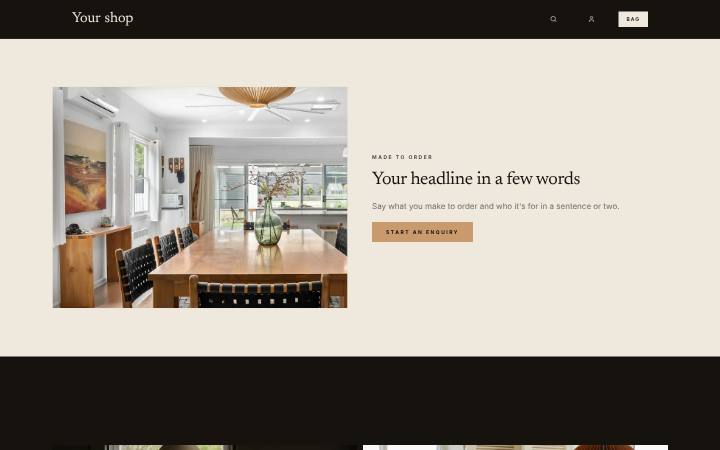 Your shop
BAG
MADE TO ORDER
Your headline in a few words
Say what you make to order and who it's for in a sentence or two.
START AN ENQUIRY